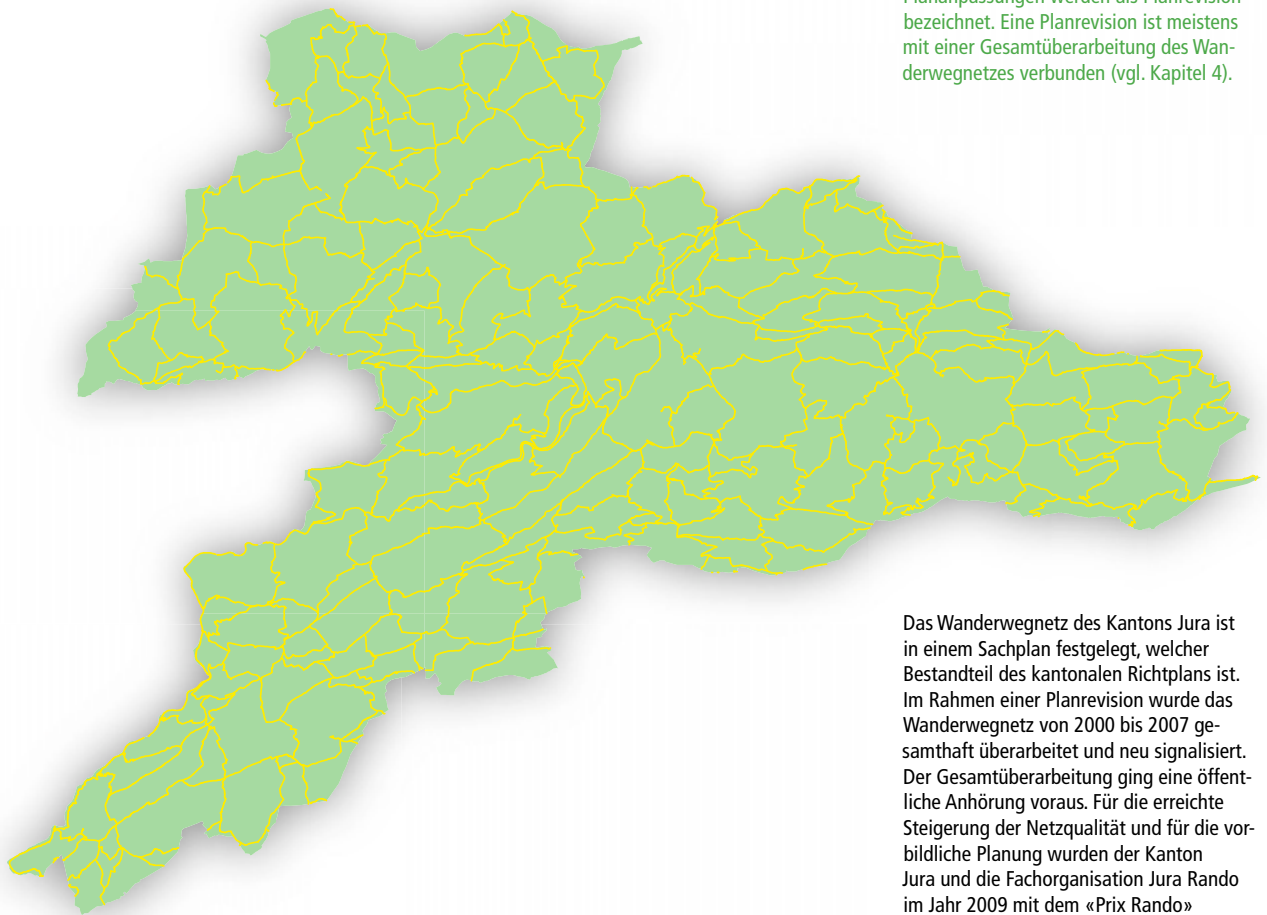 Plananpassungen werden als Planrevision
bezeichnet. Eine Planrevision ist meistens
mit einer Gesamtüberarbeitung des Wan-
derwegnetzes verbunden (vgl. Kapitel 4).
Das Wanderwegnetz des Kantons Jura ist
in einem Sachplan festgelegt, welcher
Bestandteil des kantonalen Richtplans ist.
Im Rahmen einer Planrevision wurde das
Wanderwegnetz von 2000 bis 2007 ge-
samthaft überarbeitet und neu signalisiert.
Der Gesamtüberarbeitung ging eine öffent-
liche Anhörung voraus. Für die erreichte
Steigerung der Netzqualität und für die vor-
bildliche Planung wurden der Kanton
Jura und die Fachorganisation Jura Rando
im Jahr 2009 mit dem «Prix Rando»